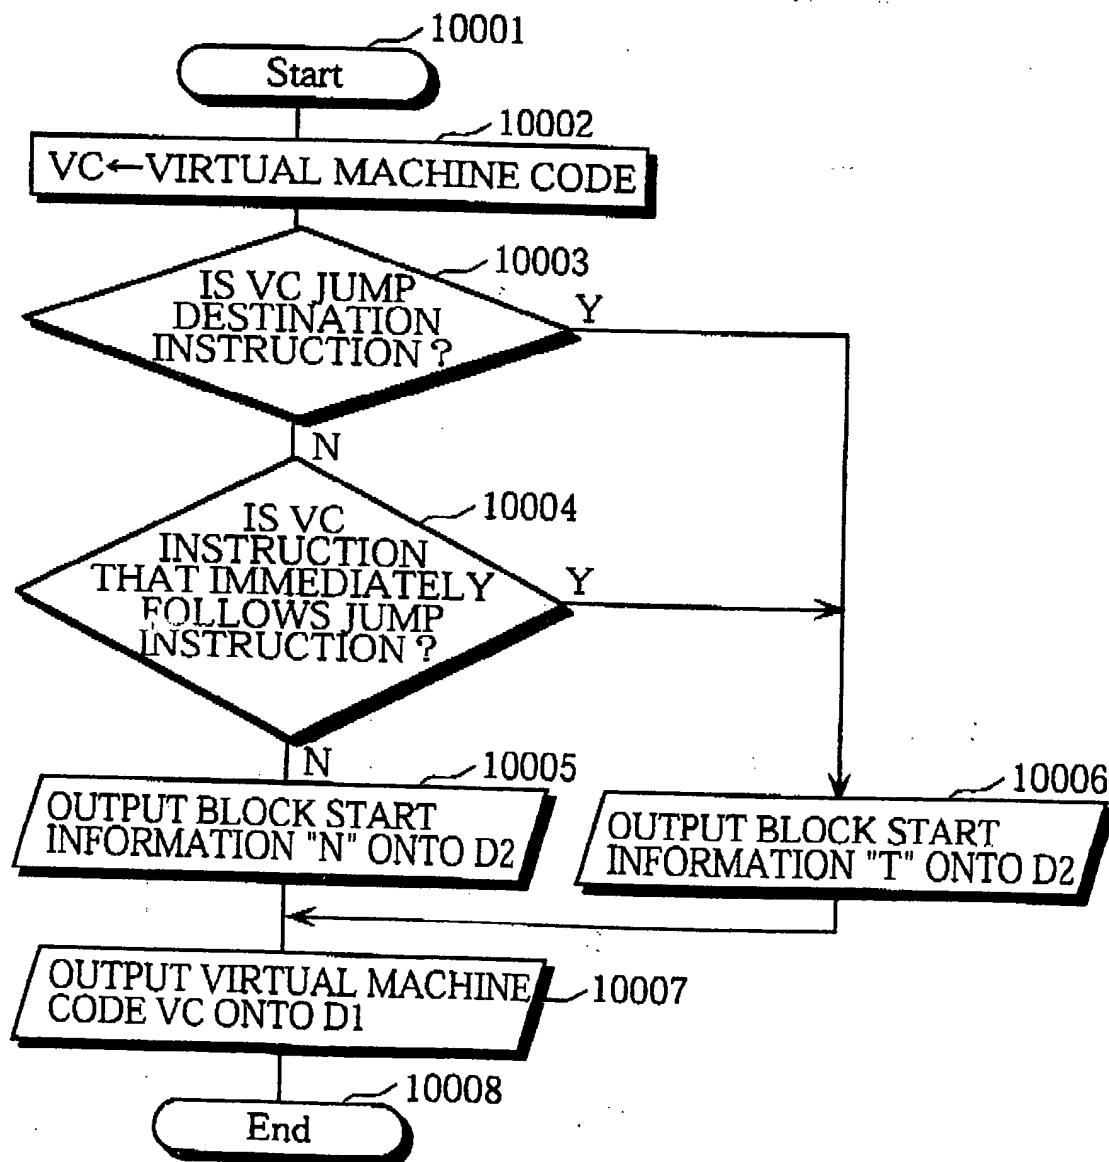 10001
Start
10002
VC←VIRTUAL MACHINE CODE
10003
IS VC JUMP
DESTINATION
INSTRUCTION ?
Y
N
10004
IS VC
INSTRUCTION
THAT IMMEDIATELY
FOLLOWS JUMP
INSTRUCTION ?
Y
N
10005
OUTPUT BLOCK START
INFORMATION "N" ONTO D2
10006
OUTPUT BLOCK START
INFORMATION "T" ONTO D2
OUTPUT VIRTUAL MACHINE
CODE VC ONTO D1
10007
10008
End